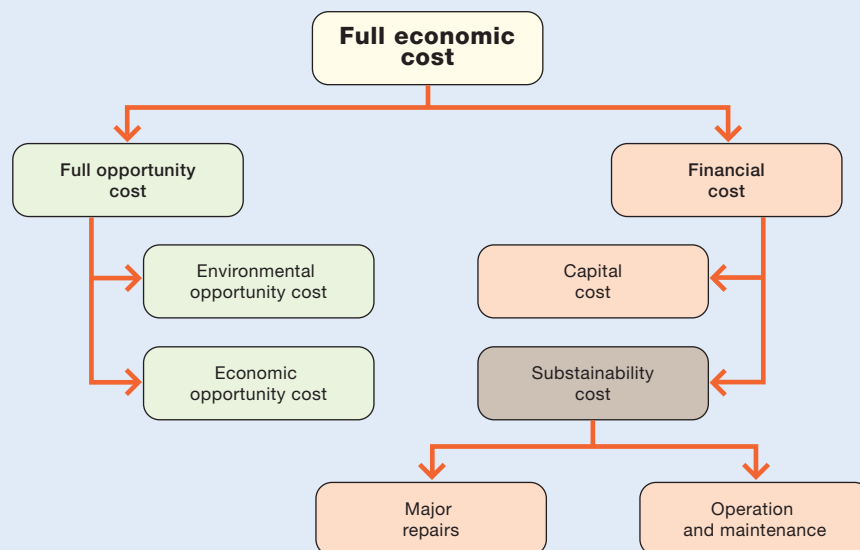 Full economic
cost
Full opportunity
cost
Financial
cost
Environmental
opportunity cost
Capital
cost
Economic
opportunity cost
Substainability
cost
Major
repairs
Operation
and maintenance